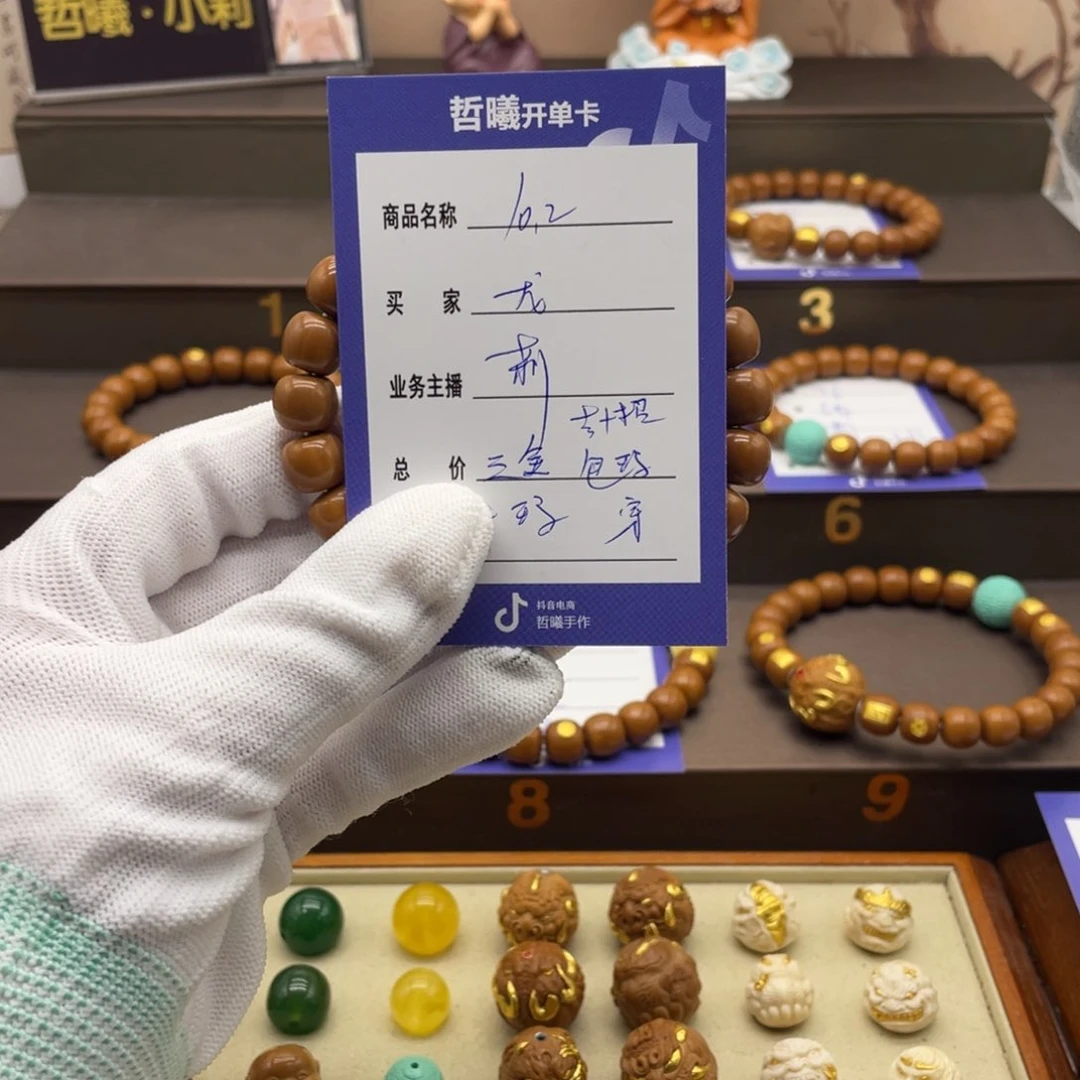 哲曦·小莉
哲曦开单卡
商品名称 10.2
买 家 龙
业务主播 莉
总 价 三金 包
穿
抖音电商
哲曦手作
1
3
6
8
9